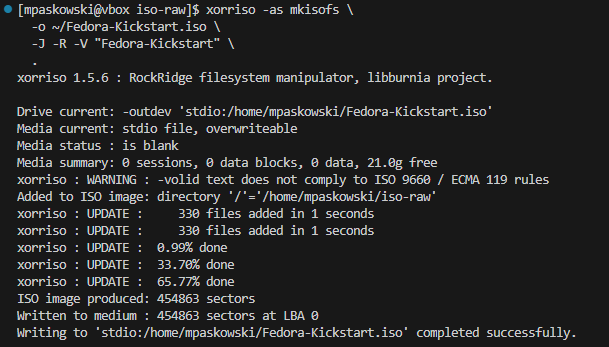 [mpaskowski@vbox iso-raw]$ xorriso -as mkisofs \
-o ~/Fedora-Kickstart.iso \
-J -R -V "Fedora-Kickstart" \
.
xorriso 1.5.6 : RockRidge filesystem manipulator, libburnia project.
Drive current: -outdev 'stdio:/home/mpaskowski/Fedora-Kickstart.iso'
Media current: stdio file, overwriteable
Media status : is blank
Media summary: 0 sessions, 0 data blocks, 0 data, 21.0g free
xorriso : WARNING : -volid text does not comply to ISO 9660 / ECMA 119 rules
Added to ISO image: directory '/'='/home/mpaskowski/iso-raw'
xorriso : UPDATE :     330 files added in 1 seconds
xorriso : UPDATE :     330 files added in 1 seconds
xorriso : UPDATE :  0.99% done
xorriso : UPDATE :  33.70% done
xorriso : UPDATE :  65.77% done
ISO image produced: 454863 sectors
Written to medium : 454863 sectors at LBA 0
Writing to 'stdio:/home/mpaskowski/Fedora-Kickstart.iso' completed successfully.